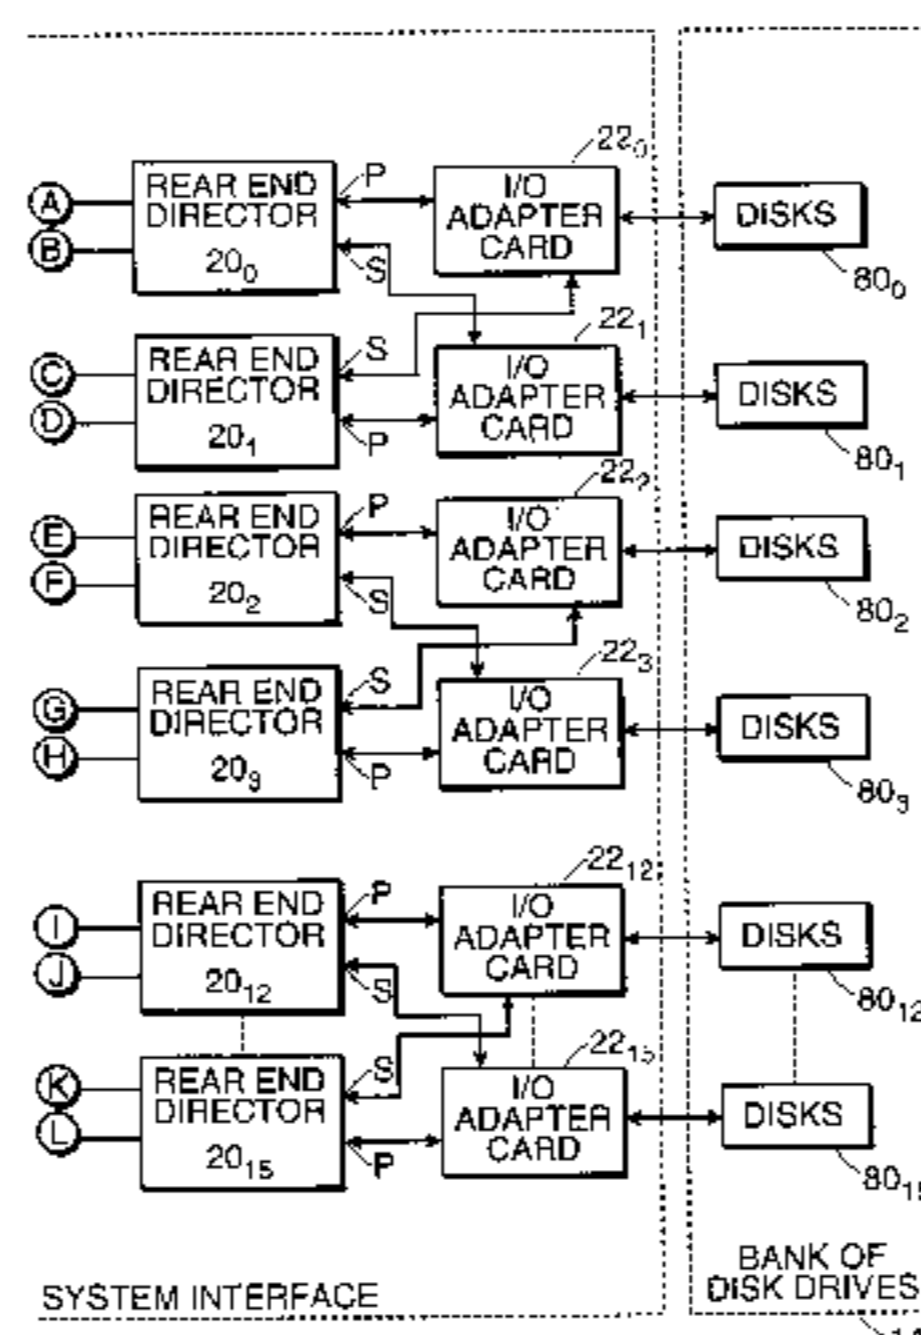 22₀
A
B
REAR END
DIRECTOR
20₀
P
S
I/O
ADAPTER
CARD
DISKS
80₀
22₁
C
D
REAR END
DIRECTOR
20₁
S
P
I/O
ADAPTER
CARD
DISKS
80₁
22₂
E
F
REAR END
DIRECTOR
20₂
P
S
I/O
ADAPTER
CARD
DISKS
80₂
22₃
G
H
REAR END
DIRECTOR
20₃
S
P
I/O
ADAPTER
CARD
DISKS
80₃
22₁₂
I
J
REAR END
DIRECTOR
20₁₂
P
S
I/O
ADAPTER
CARD
DISKS
80₁₂
22₁₅
K
L
REAR END
DIRECTOR
20₁₅
S
P
I/O
ADAPTER
CARD
DISKS
80₁₅
SYSTEM INTERFACE
BANK OF
DISK DRIVES